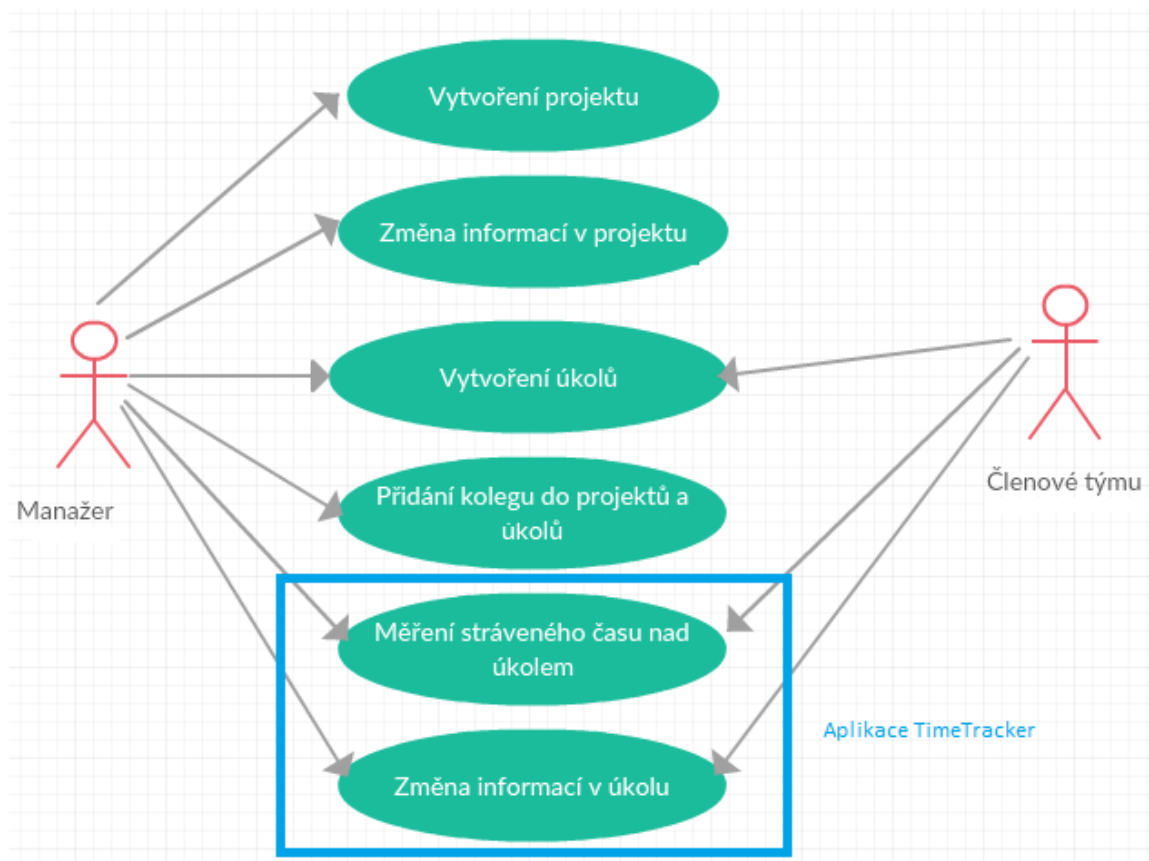 Vytvoření projektu
Změna informací v projektu
Vytvoření úkolů
Přidání kolegu do projektů a
úkolů
Měření stráveného času nad
úkolem
Změna informací v úkolu
Manažer
Členové týmu
Aplikace TimeTracker